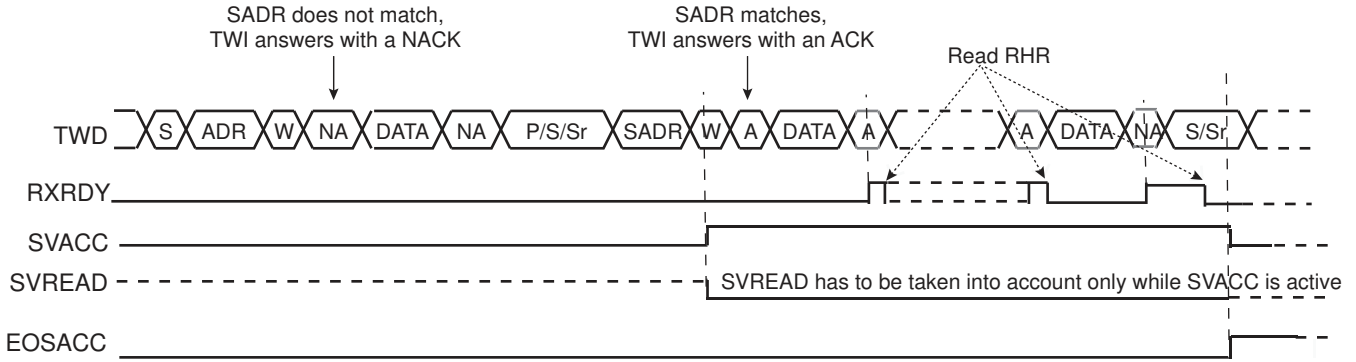 SADR does not match,
TWI answers with a NACK
SADR matches,
TWI answers with an ACK
Read RHR
TWD S ADR W NA DATA NA P/S/Sr SADR W A DATA A A DATA NA S/Sr
RXRDY
SVACC
SVREAD SVREAD has to be taken into account only while SVACC is active
EOSACC